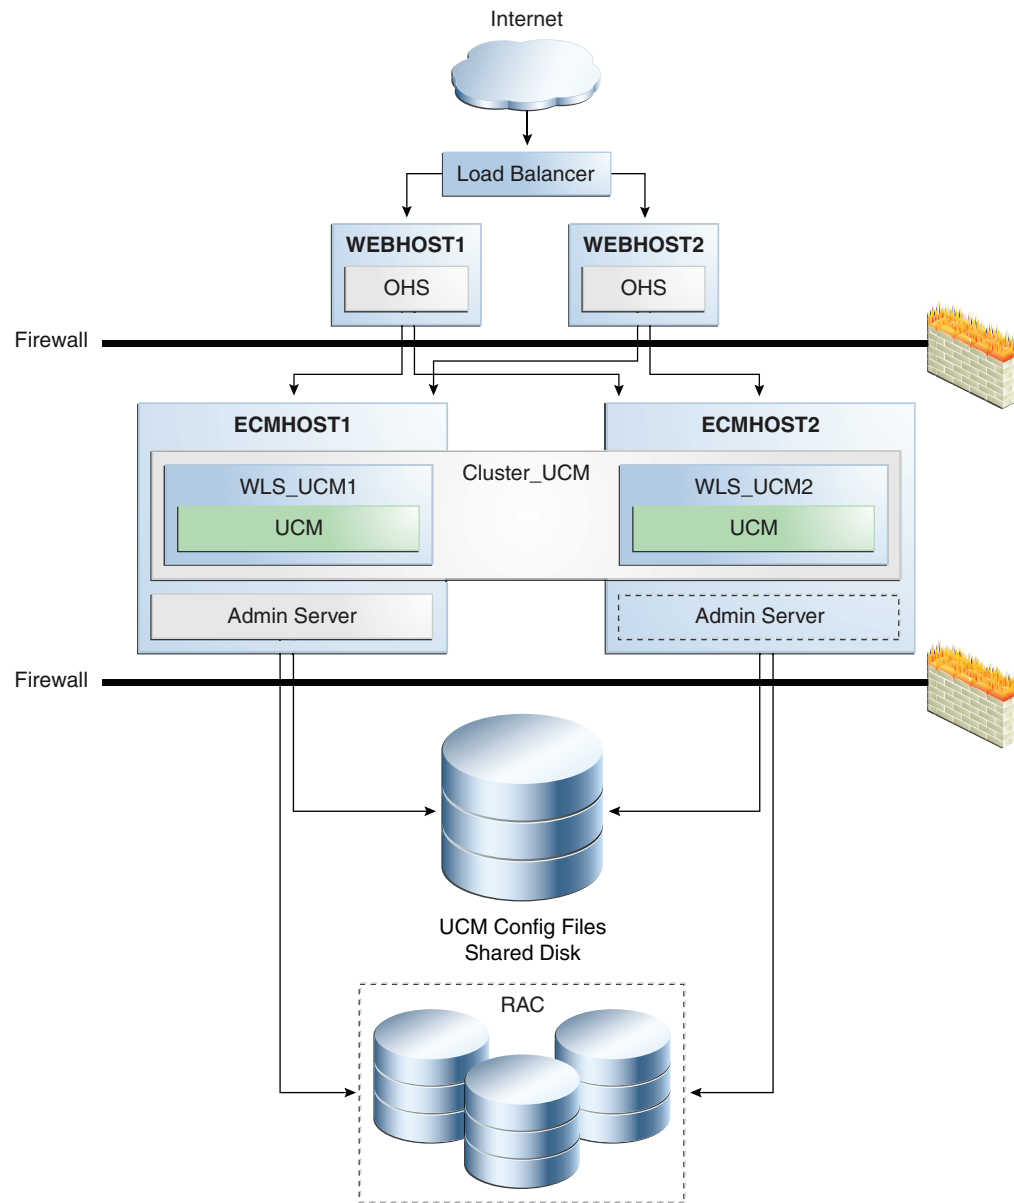 Internet
Load Balancer
WEBHOST1
WEBHOST2
OHS
OHS
Firewall
ECMHOST1
ECMHOST2
Cluster_UCM
WLS_UCM1
WLS_UCM2
UCM
UCM
Admin Server
Admin Server
Firewall
UCM Config Files
Shared Disk
RAC